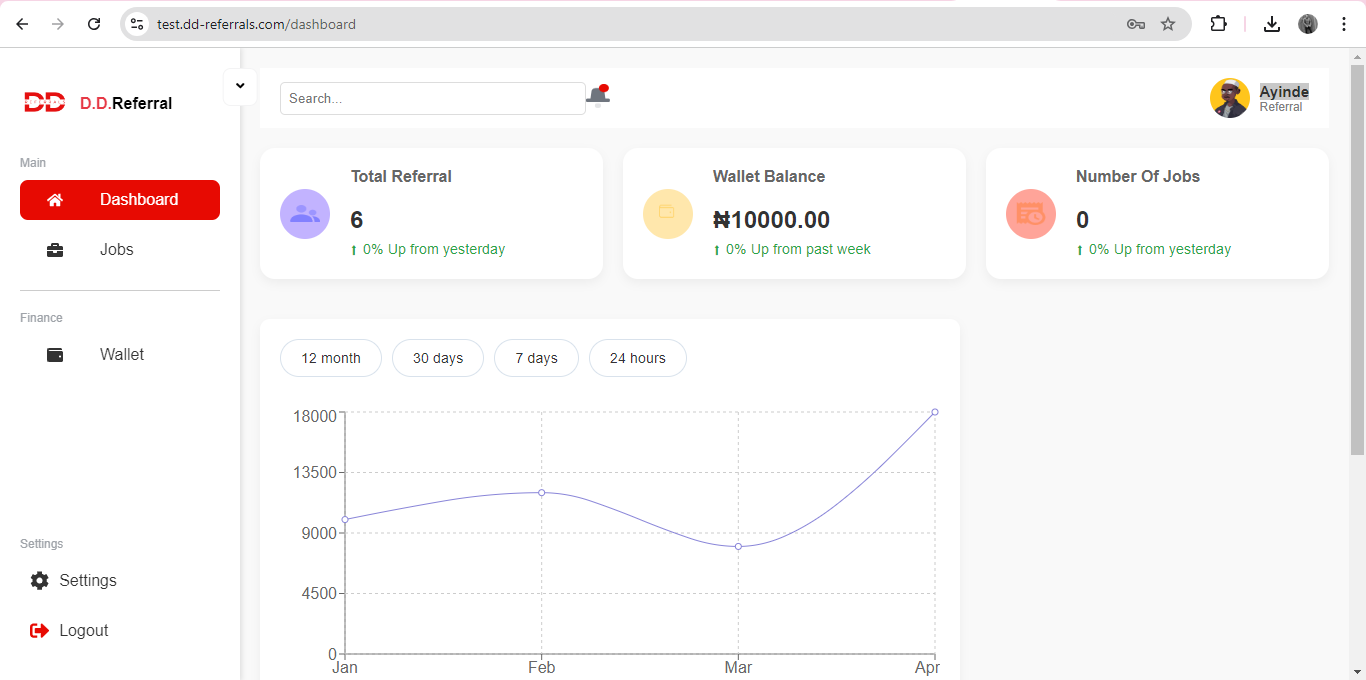 test.dd-referrals.com/dashboard
DD
D.D.Referral
Search...
Ayinde
Referral
Main
Dashboard
Jobs
Finance
Wallet
Settings
Settings
Logout
Total Referral
6
⬆ 0% Up from yesterday
Wallet Balance
₦10000.00
⬆ 0% Up from past week
Number Of Jobs
0
⬆ 0% Up from yesterday
12 month 30 days 7 days 24 hours
18000
13500
9000
4500
0
Jan Feb Mar Apr